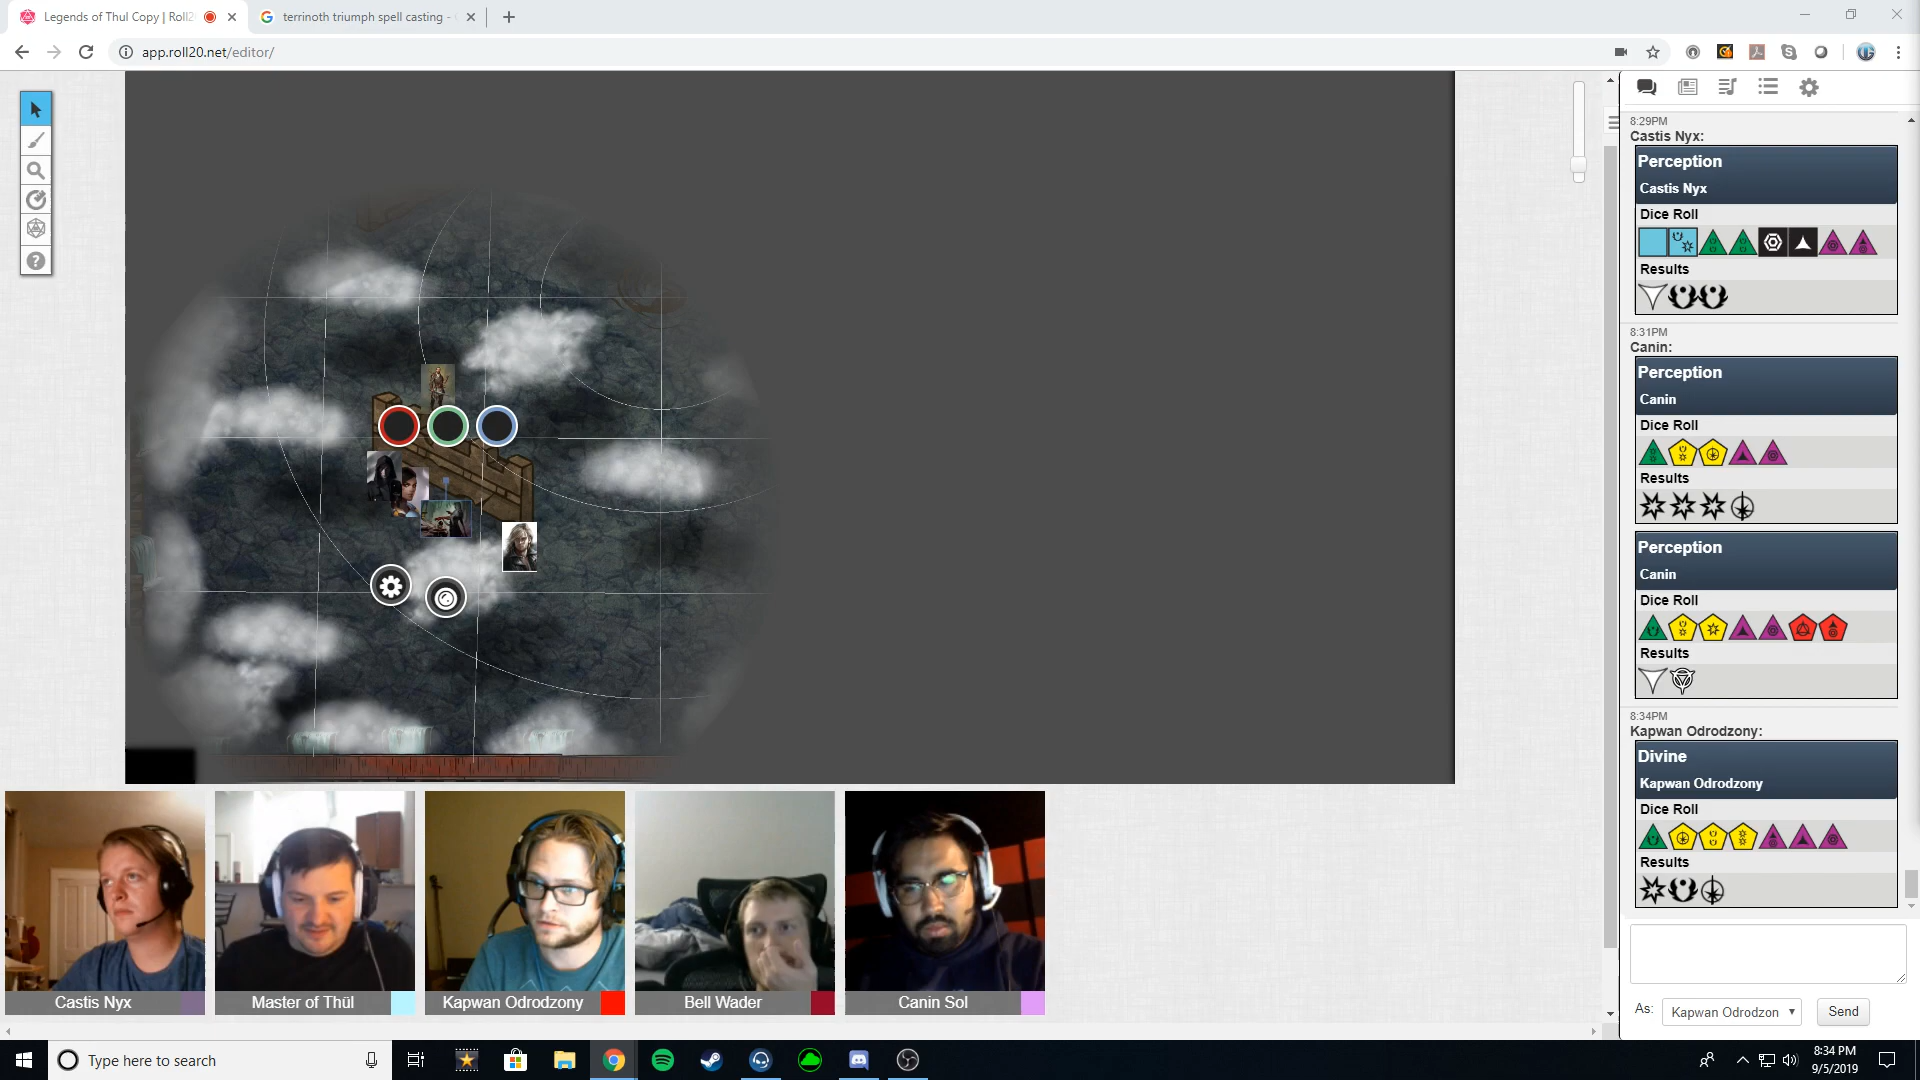 Legends of Thul Copy | Roll2
terrinoth triumph spell casting -
app.roll20.net/editor/
8:29PM
Castis Nyx:
Perception
Castis Nyx
Dice Roll
Results
8:31PM
Canin:
Perception
Canin
Dice Roll
Results
Perception
Canin
Dice Roll
Results
8:34PM
Kapwan Odrodzony:
Divine
Kapwan Odrodzony
Dice Roll
Results
Castis Nyx
Master of Thül
Kapwan Odrodzony
Bell Wader
Canin Sol
As:
Kapwan Odrodzon
Send
Type here to search
8:34 PM
9/5/2019